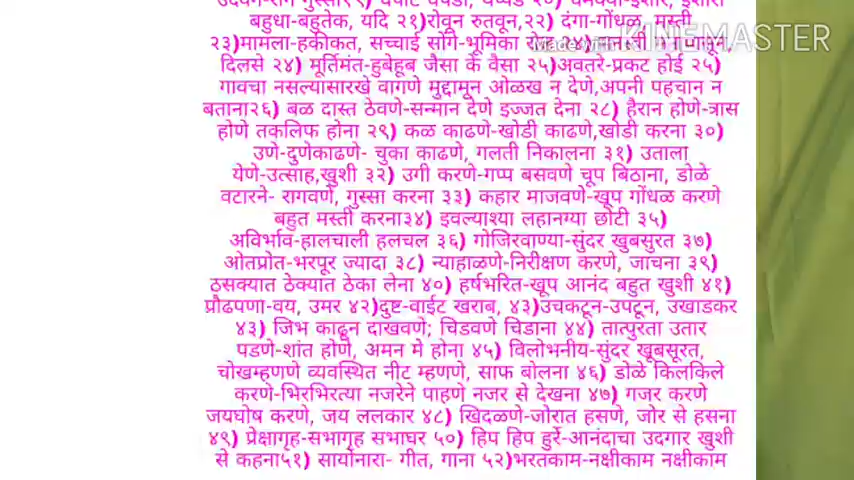 बहुधा-बहुतेक, यदि २१)रोवून रुतवून,२२) दंगा-गोंधळ, मस्ती
२३)मामला-हकीकत, सच्चाई सोंगे-भूमिका
KINEMASTER
दिलसे २४) मूर्तिमंत-हुबेहूब जैसा के वैसा २५)अवतरे-प्रकट होई २५)
गावचा नसल्यासारखे वागणे मुद्दामून ओळख न देणे,अपनी पहचान न
बताना२६) बळ दास्त ठेवणे-सन्मान देणे इज्जत देना २८) हैरान होणे-त्रास
होणे तकलिफ होना २९) कळ काढणे-खोडी काढणे,खोडी करना ३०)
उणे-दुणेकाढणे- चुका काढणे, गलती निकालना ३१) उताला
येणे-उत्साह,खुशी ३२) उगी करणे-गप्प बसवणे चूप बिठाना, डोळे
वटारने- रागवणे, गुस्सा करना ३३) कहार माजवणे-खूप गोंधळ करणे
बहुत मस्ती करना३४) इवल्याश्या लहानग्या छोटी ३५)
अविर्भाव-हालचाली हलचल ३६) गोजिरवाण्या-सुंदर खुबसुरत ३७)
ओतप्रोत-भरपूर ज्यादा ३८) न्याहाळणे-निरीक्षण करणे, जाचना ३९)
ठसक्यात ठेक्यात ठेका लेना ४०) हर्षभरित-खूप आनंद बहुत खुशी ४१)
प्रौढपणा-वय, उमर ४२)दुष्ट-वाईट खराब, ४३)उचकटून-उपटून, उखाडकर
४३) जिभ काढून दाखवणे; चिडवणे चिडाना ४४) तात्पुरता उतार
पडणे-शांत होणे, अमन मे होना ४५) विलोभनीय-सुंदर खूबसूरत,
चोखम्हणणे व्यवस्थित नीट म्हणणे, साफ बोलना ४६) डोळे किलकिले
करणे-भिरभिरत्या नजरेने पाहणे नजर से देखना ४७) गजर करणे
जयघोष करणे, जय ललकार ४८) खिदळणे-जोरात हसणे, जोर से हसना
४९) प्रेक्षागृह-सभागृह सभाघर ५०) हिप हिप हुर्रे-आनंदाचा उदगार खुशी
से कहना५१) सायोनारा- गीत, गाना ५२)भरतकाम-नक्षीकाम नक्षीकाम